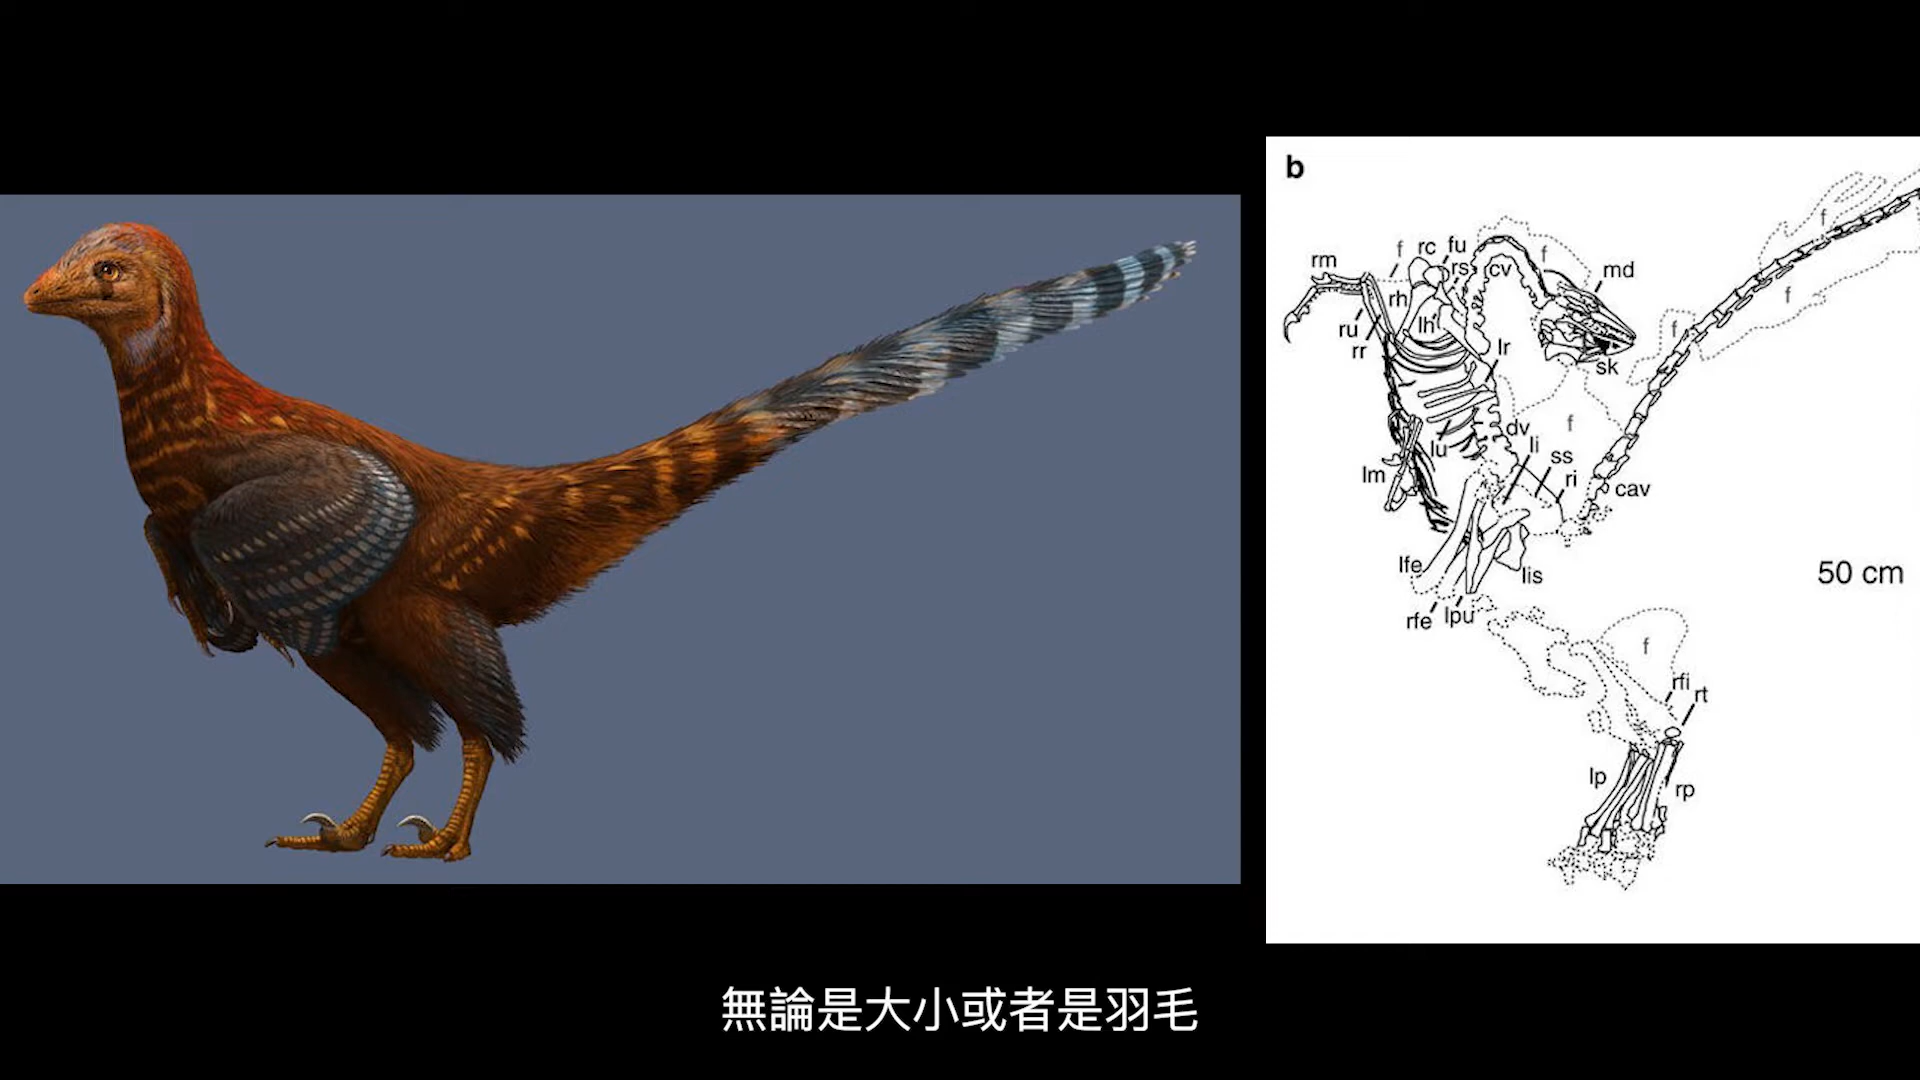 b
f
f
rm
f
rc
fu
f
rs
cv
md
rh
f
ru
lh
f
rr
lr
sk
dv
f
lu
li
ss
lm
ri
cav
lfe
lis
50 cm
rfe
lpu
f
rfi
rt
lp
rp
無論是大小或者是羽毛